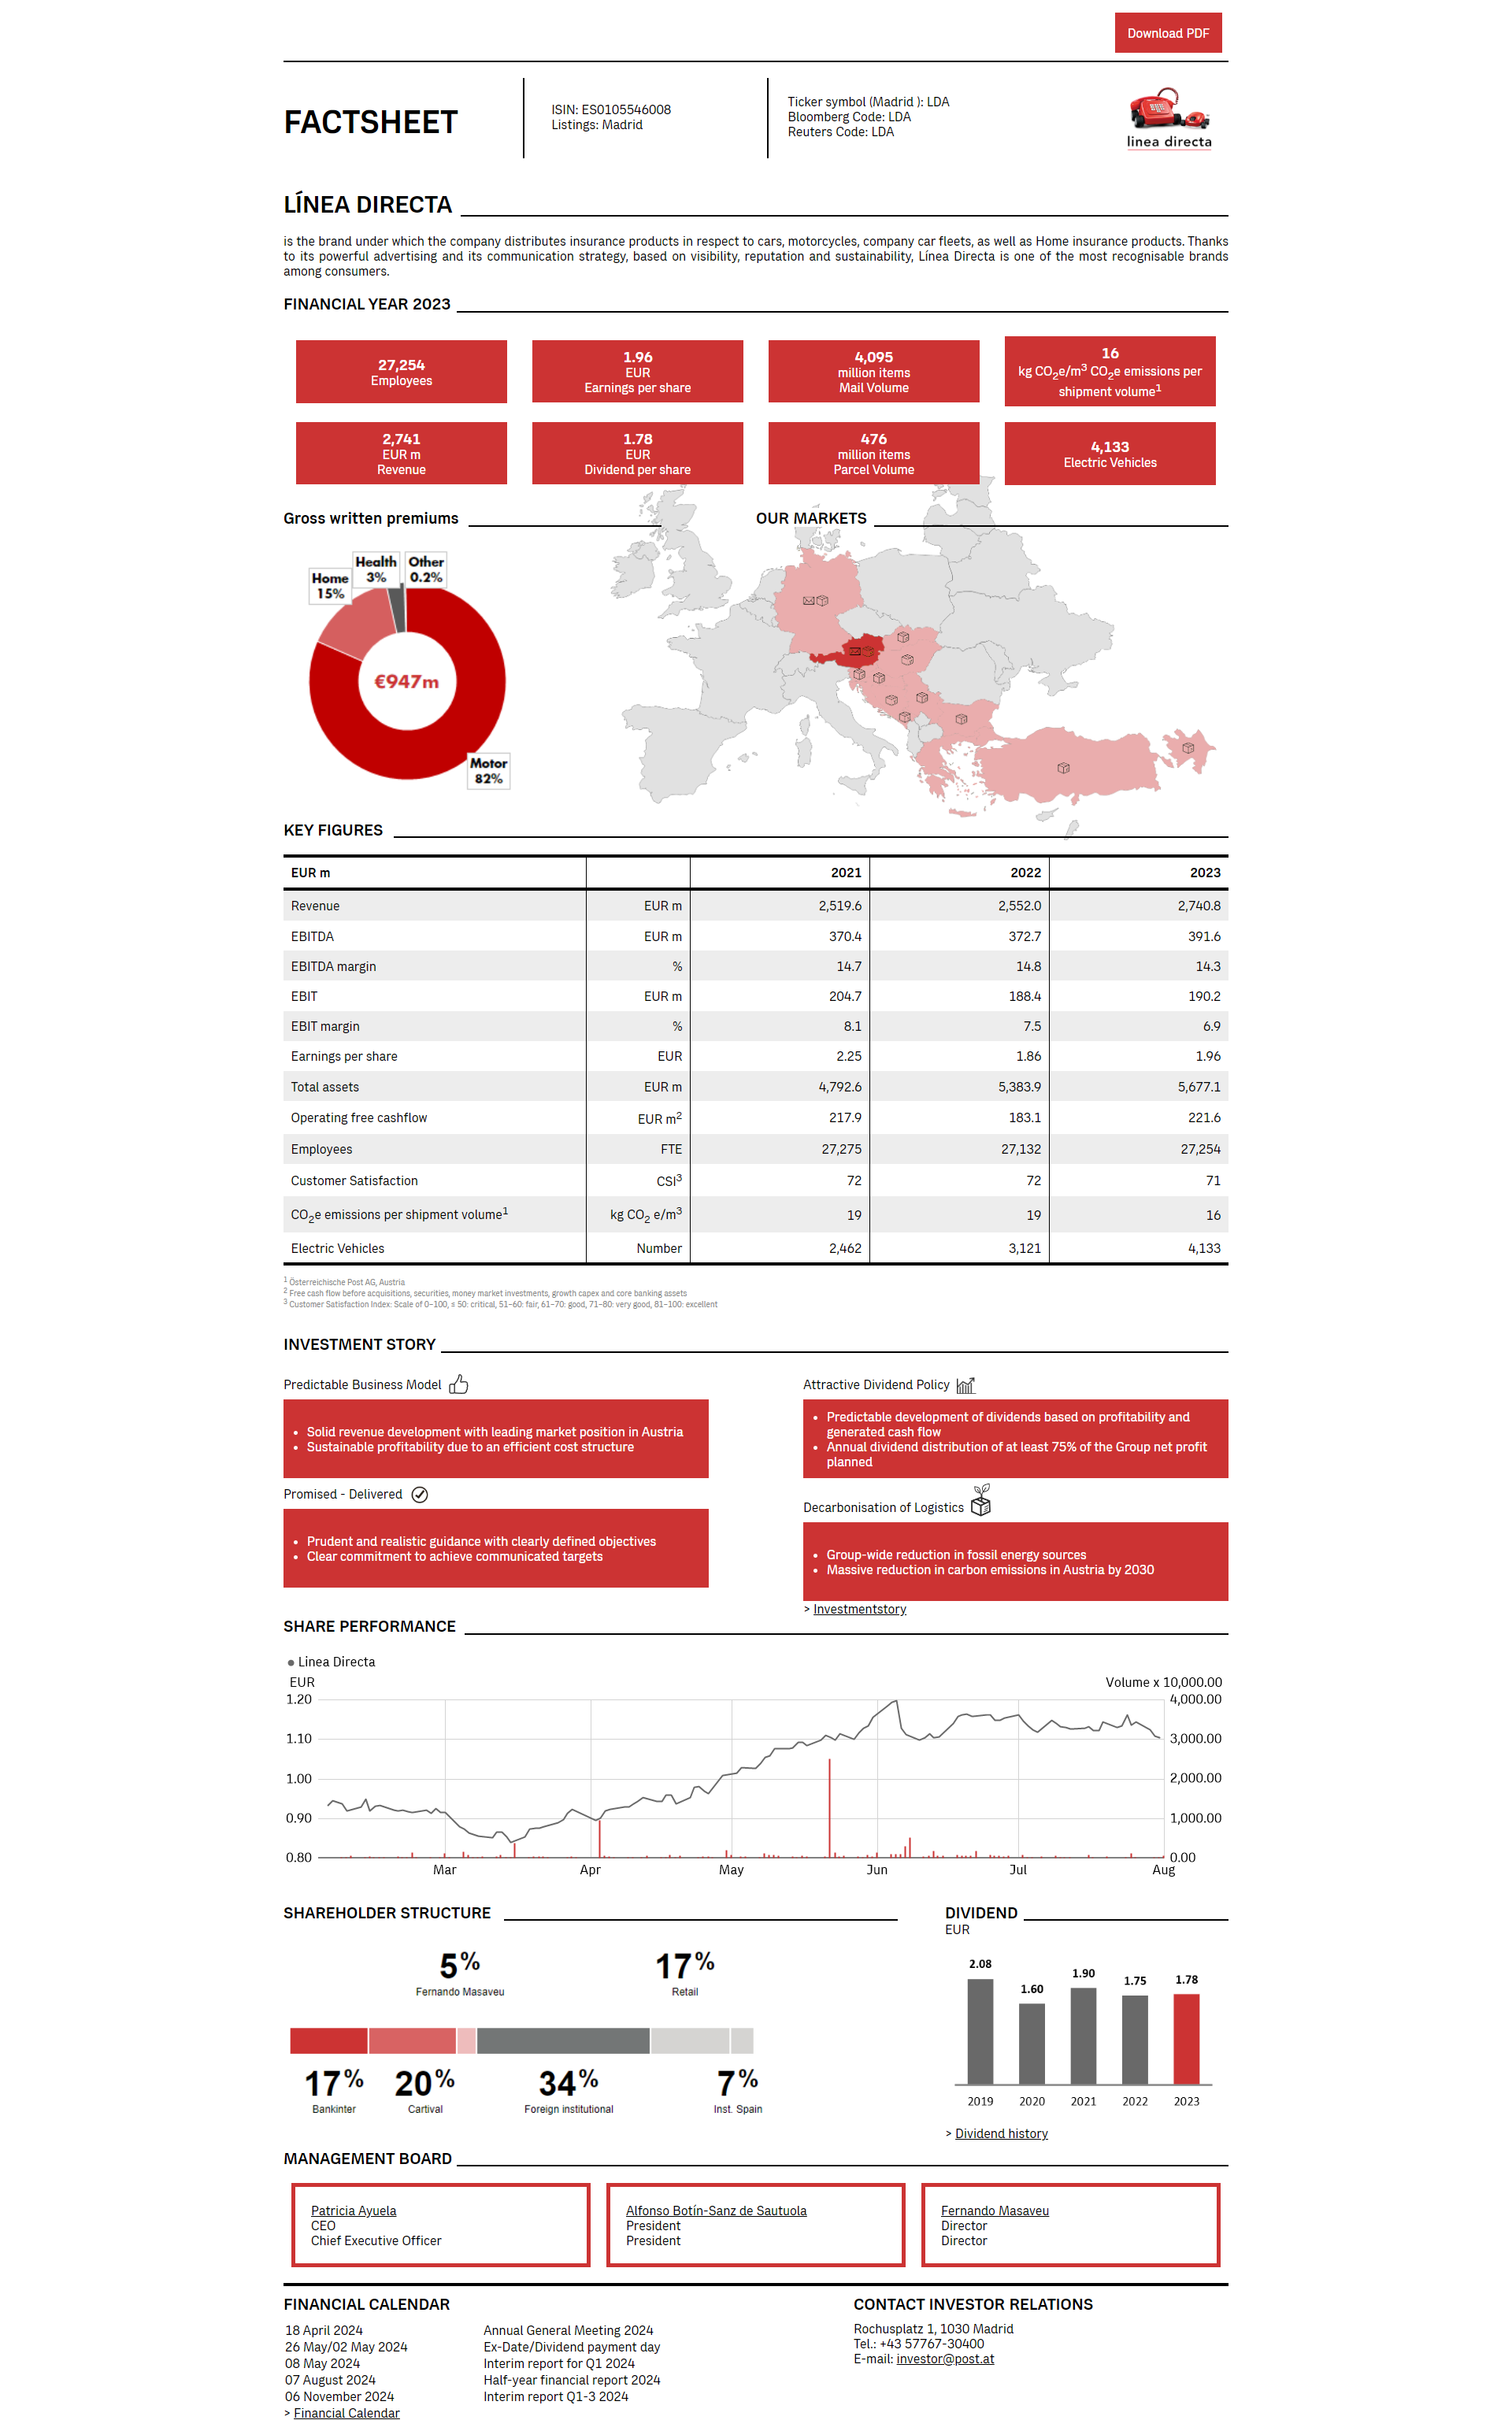 Download PDF
FACTSHEET
ISIN: ES0105546008
Listings: Madrid
Ticker symbol (Madrid ): LDA
Bloomberg Code: LDA
Reuters Code: LDA
linea directa
LÍNEA DIRECTA
is the brand under which the company distributes insurance products in respect to cars, motorcycles, company car fleets, as well as Home insurance products. Thanks
to its powerful advertising and its communication strategy, based on visibility, reputation and sustainability, Línea Directa is one of the most recognisable brands
among consumers.
FINANCIAL YEAR 2023
27,254
Employees
1.96
EUR
Earnings per share
4,095
million items
Mail Volume
16
kg CO2e/m3 CO2e emissions per
shipment volume1
2,741
EUR m
Revenue
1.78
EUR
Dividend per share
476
million items
Parcel Volume
4,133
Electric Vehicles
Gross written premiums
Home
15%
Health
3%
Other
0.2%
€947m
Motor
82%
OUR MARKETS
KEY FIGURES
EUR m 2021 2022 2023
Revenue EUR m 2,519.6 2,552.0 2,740.8
EBITDA EUR m 370.4 372.7 391.6
EBITDA margin % 14.7 14.8 14.3
EBIT EUR m 204.7 188.4 190.2
EBIT margin % 8.1 7.5 6.9
Earnings per share EUR 2.25 1.86 1.96
Total assets EUR m 4,792.6 5,383.9 5,677.1
Operating free cashflow EUR m2 217.9 183.1 221.6
Employees FTE 27,275 27,132 27,254
Customer Satisfaction CSI3 72 72 71
CO2e emissions per shipment volume1 kg CO2 e/m3 19 19 16
Electric Vehicles Number 2,462 3,121 4,133
1 Österreichische Post AG, Austria
2 Free cash flow before acquisitions, securities, money market investments, growth capex and core banking assets
3 Customer Satisfaction Index: Scale of 0–100, ≤ 50: critical, 51–60: fair, 61–70: good, 71–80: very good, 81–100: excellent
INVESTMENT STORY
Predictable Business Model
• Solid revenue development with leading market position in Austria
• Sustainable profitability due to an efficient cost structure
Attractive Dividend Policy
• Predictable development of dividends based on profitability and
generated cash flow
• Annual dividend distribution of at least 75% of the Group net profit
planned
Promised - Delivered
• Prudent and realistic guidance with clearly defined objectives
• Clear commitment to achieve communicated targets
Decarbonisation of Logistics
• Group-wide reduction in fossil energy sources
• Massive reduction in carbon emissions in Austria by 2030
> Investmentstory
SHARE PERFORMANCE
● Linea Directa
EUR Volume x 10,000.00
1.20 4,000.00
1.10 3,000.00
1.00 2,000.00
0.90 1,000.00
0.80 0.00
Mar Apr May Jun Jul Aug
SHAREHOLDER STRUCTURE
5%
Fernando Masaveu
17%
Retail
17%
Bankinter
20%
Cartival
34%
Foreign institutional
7%
Inst. Spain
DIVIDEND
EUR
2.08 1.60 1.90 1.75 1.78
2019 2020 2021 2022 2023
> Dividend history
MANAGEMENT BOARD
Patricia Ayuela
CEO
Chief Executive Officer
Alfonso Botín-Sanz de Sautuola
President
President
Fernando Masaveu
Director
Director
FINANCIAL CALENDAR
18 April 2024 Annual General Meeting 2024
26 May/02 May 2024 Ex-Date/Dividend payment day
08 May 2024 Interim report for Q1 2024
07 August 2024 Half-year financial report 2024
06 November 2024 Interim report Q1-3 2024
> Financial Calendar
CONTACT INVESTOR RELATIONS
Rochusplatz 1, 1030 Madrid
Tel.: +43 57767-30400
E-mail: investor@post.at